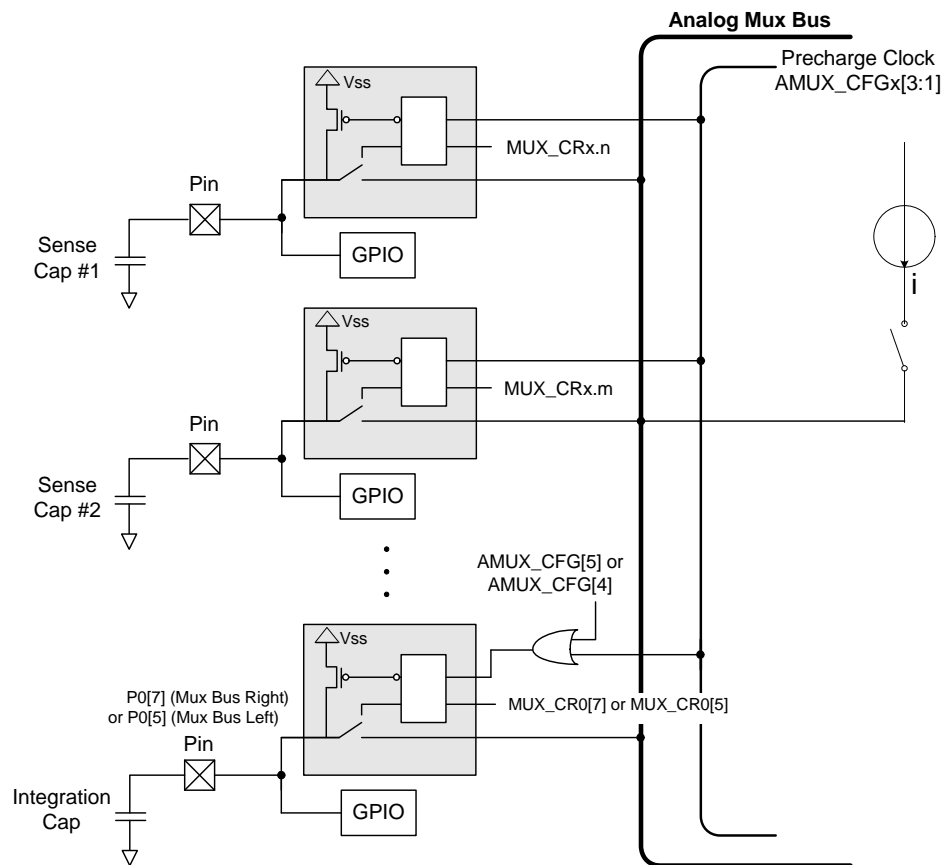 Analog Mux Bus
Precharge Clock
AMUX_CFGx[3:1]
Vss
MUX_CRx.n
Pin
GPIO
Sense
Cap #1
i
Vss
MUX_CRx.m
Pin
GPIO
Sense
Cap #2
AMUX_CFG[5] or
AMUX_CFG[4]
Vss
P0[7] (Mux Bus Right)
or P0[5] (Mux Bus Left)
MUX_CR0[7] or MUX_CR0[5]
Pin
GPIO
Integration
Cap